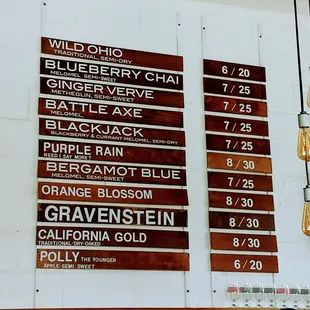 WILD OHIO 6 / 20
TRADITIONAL, SEMI-DRY
BLUEBERRY CHAI 7 / 25
MELOMEL, SEMI-SWEET
GINGER VERVE 7 / 25
METHEGLIN, SEMI-SWEET
BATTLE AXE 7 / 25
MELOMEL,
BLACKJACK 7 / 25
BLACKBERRY & CURRANT MELOMEL, SEMI-DRY
PURPLE RAIN 8 / 30
NEED I SAY MORE?
BERGAMOT BLUE 7 / 25
MELOMEL, SEMI-SWEET
ORANGE BLOSSOM 8 / 30
GRAVENSTEIN 8 / 30
CALIFORNIA GOLD 8 / 30
TRADITIONAL, DRY-OAKED
POLLY THE YOUNGER 6 / 20
APPLE-SEMI SWEET